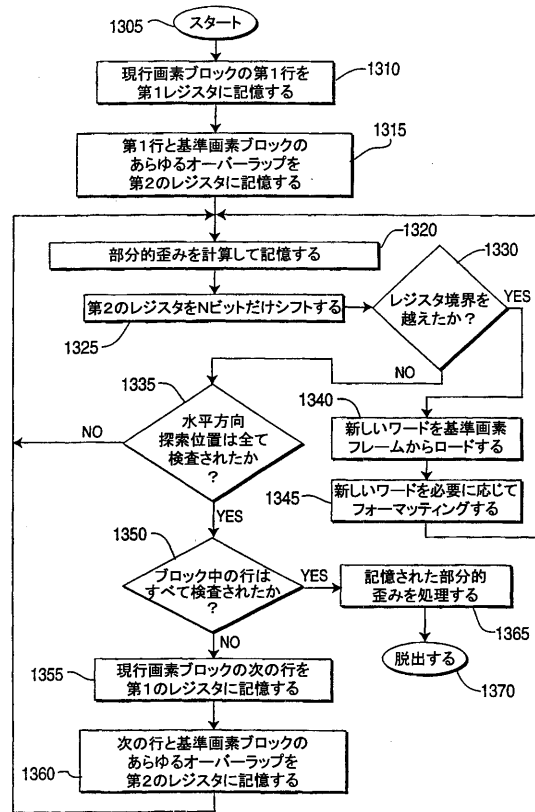 1305
スタート
現行画素ブロックの第1行を
第1レジスタに記憶する
1310
第1行と基準画素ブロックの
あらゆるオーバーラップを
第2のレジスタに記憶する
1315
部分的歪みを計算して記憶する
1320
第2のレジスタをNビットだけシフトする
1325
レジスタ境界を
越えたか?
1330
YES
NO
1335
水平方向
探索位置は全て
検査されたか
?
NO
YES
1340
新しいワードを基準画素
フレームからロードする
1345
新しいワードを必要に応じて
フォーマッティングする
1350
ブロック中の行は
すべて検査されたか
?
YES
NO
記憶された部分的
歪みを処理する
1365
脱出する
1370
1355
現行画素ブロックの次の行を
第1のレジスタに記憶する
次の行と基準画素ブロックの
あらゆるオーバーラップを
第2のレジスタに記憶する
1360